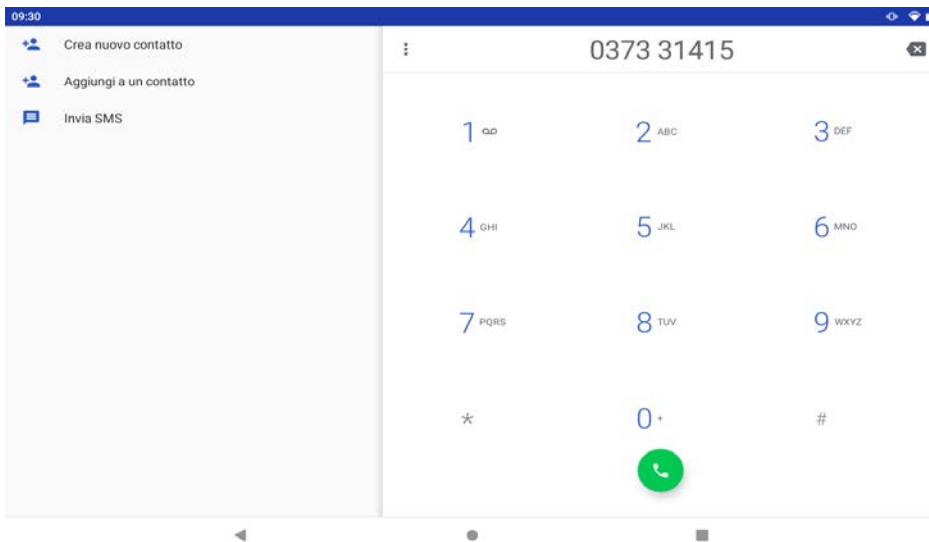 09:30
Crea nuovo contatto
Aggiungi a un contatto
Invia SMS
0373 31415
1
2 ABC
3 DEF
4 GHI
5 JKL
6 MNO
7 PQRS
8 TUV
9 WXYZ
*
0 +
#